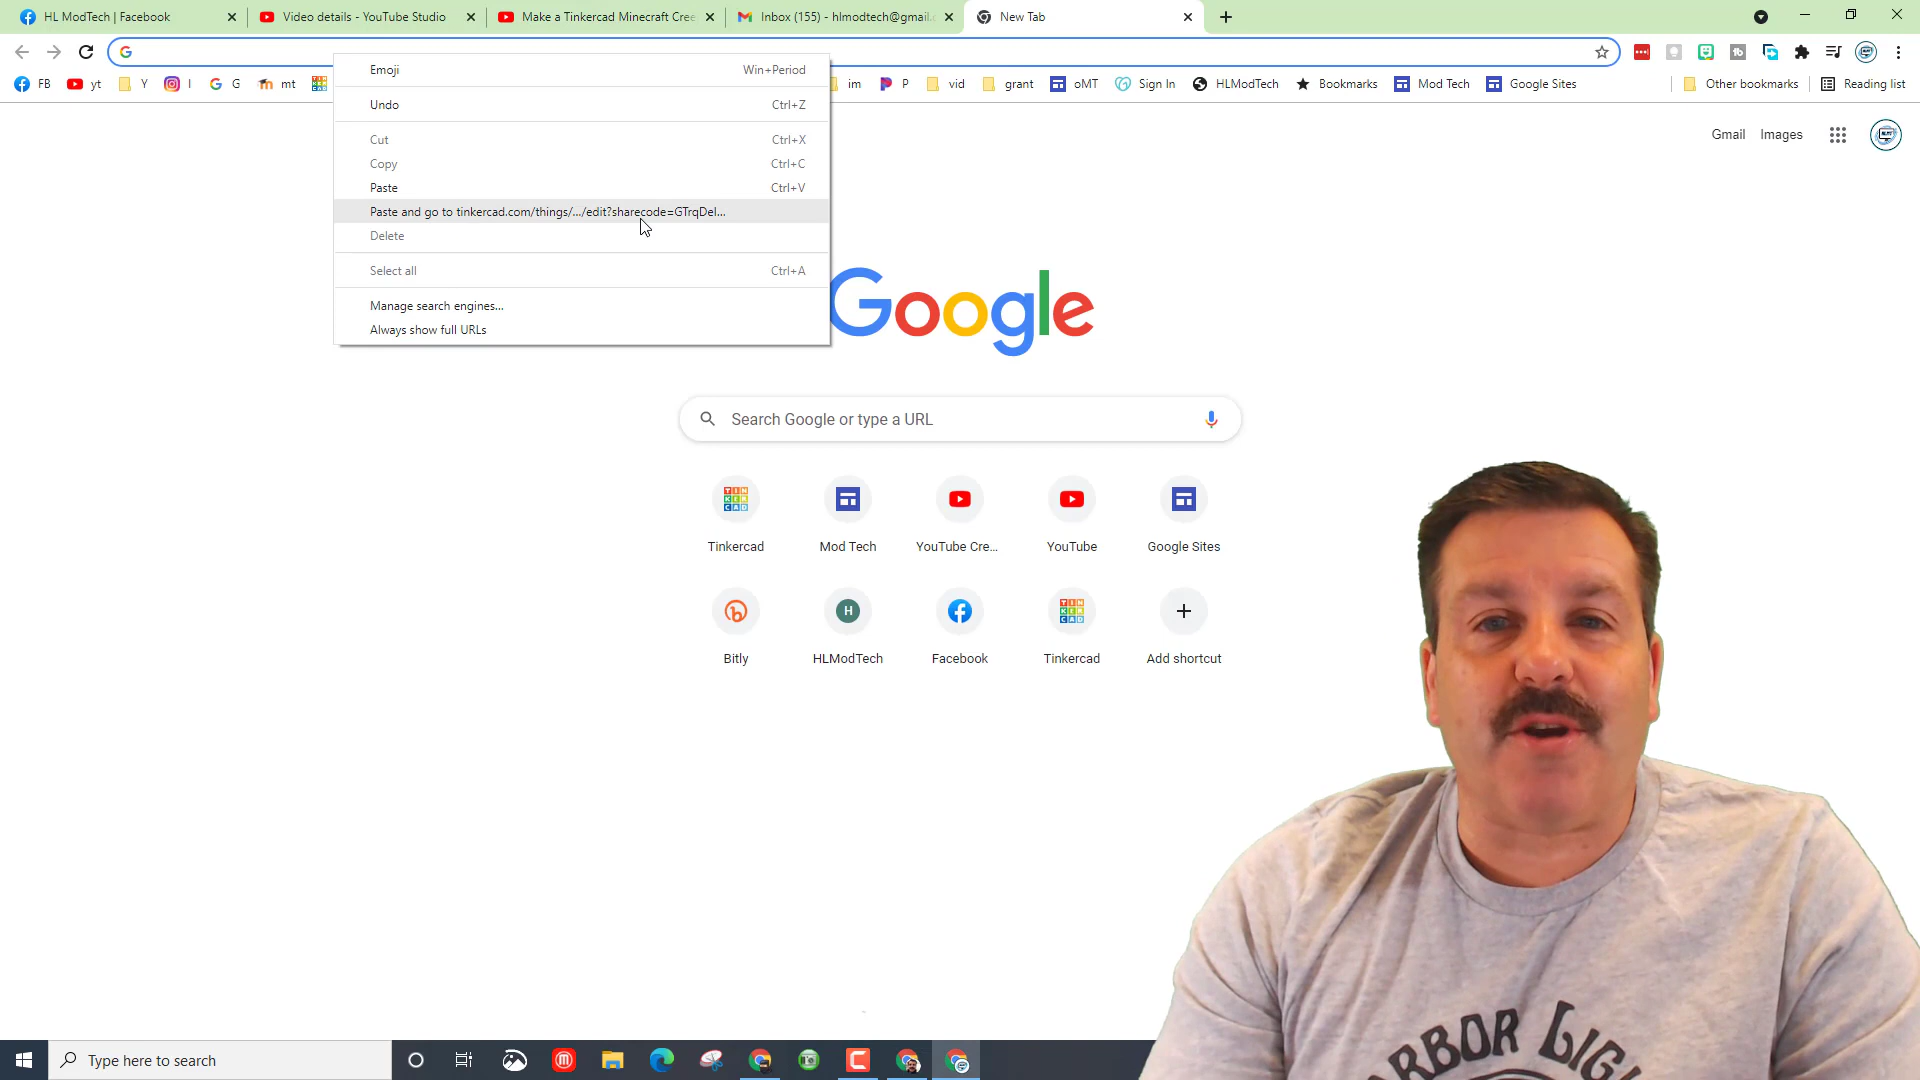 HL ModTech | Facebook
Video details - YouTube Studio
Make a Tinkercad Minecraft Cree
Inbox (155) - hlmodtech@gmail.c
New Tab
FB
yt
Y
I
G
mt
im
P
vid
grant
oMT
Sign In
HLModTech
Bookmarks
Mod Tech
Google Sites
Other bookmarks
Reading list
Emoji Win+Period
Undo Ctrl+Z
Cut Ctrl+X
Copy Ctrl+C
Paste Ctrl+V
Paste and go to tinkercad.com/things/.../edit?sharecode=GTrqDel...
Delete
Select all Ctrl+A
Manage search engines...
Always show full URLs
Gmail Images
Google
Search Google or type a URL
Tinkercad
Mod Tech
YouTube Cre...
YouTube
Google Sites
H
Bitly
HLModTech
Facebook
Tinkercad
Add shortcut
Type here to search